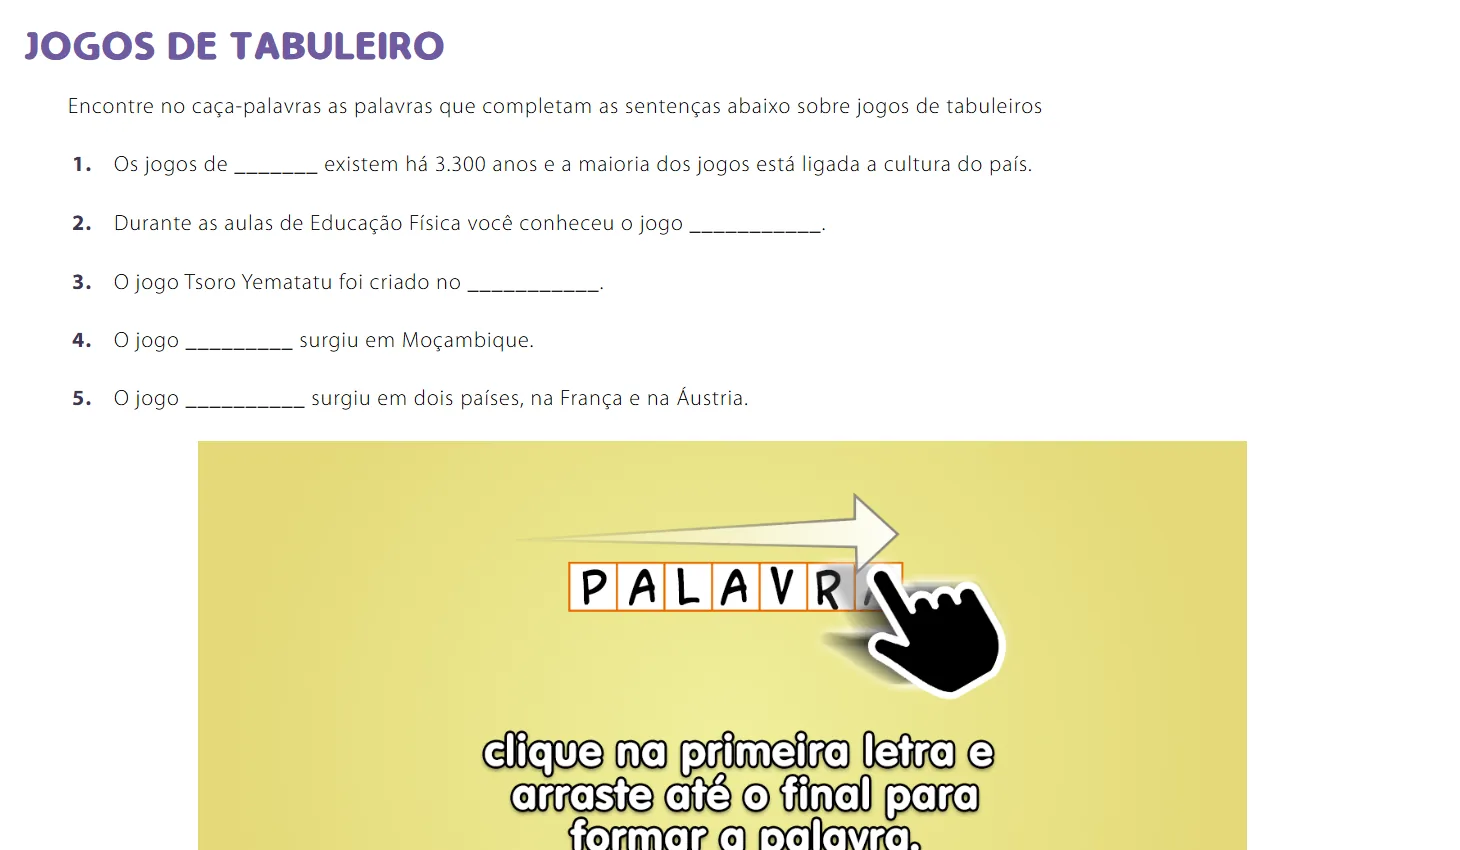 JOGOS DE TABULEIRO
Encontre no caça-palavras as palavras que completam as sentenças abaixo sobre jogos de tabuleiros
1. Os jogos de _______ existem há 3.300 anos e a maioria dos jogos está ligada a cultura do país.
2. Durante as aulas de Educação Física você conheceu o jogo ___________.
3. O jogo Tsoro Yematatu foi criado no ___________.
4. O jogo _________ surgiu em Moçambique.
5. O jogo __________ surgiu em dois países, na França e na Áustria.
PALAVRA
clique na primeira letra e
arraste até o final para
formar a palavra.